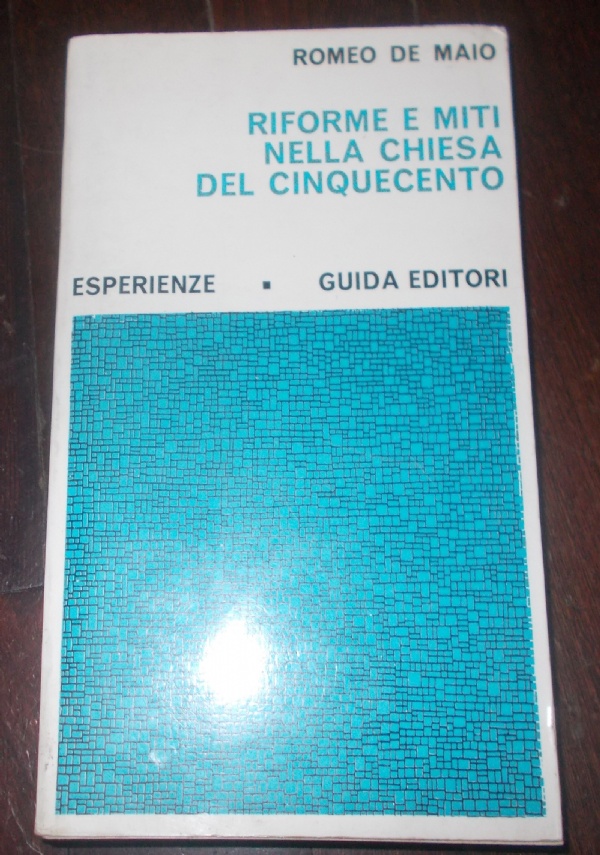 ROMEO DE MAIO
RIFORME E MITI
NELLA CHIESA
DEL CINQUECENTO
ESPERIENZE ▪ GUIDA EDITORI